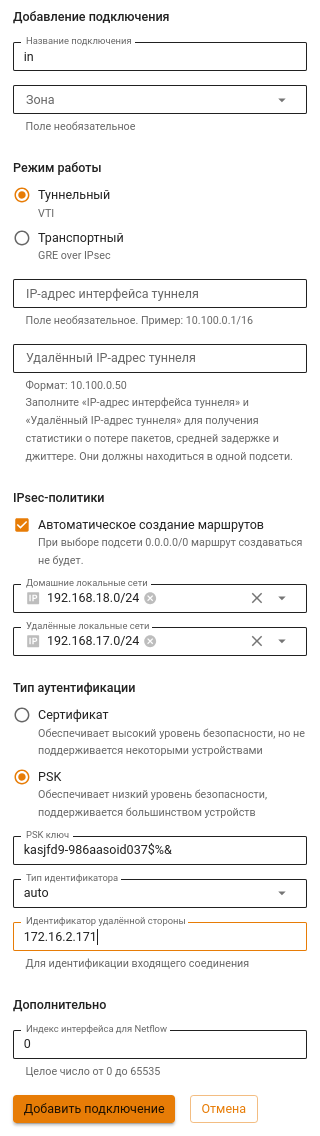 Добавление подключения
Название подключения
in
Зона
Поле необязательное
Режим работы
Туннельный
VTI
Транспортный
GRE over IPsec
IP-адрес интерфейса туннеля
Поле необязательное. Пример: 10.100.0.1/16
Удалённый IP-адрес туннеля
Формат: 10.100.0.50
Заполните «IP-адрес интерфейса туннеля» и
«Удалённый IP-адрес туннеля» для получения
статистики о потере пакетов, средней задержке и
джиттере. Они должны находиться в одной подсети.
IPsec-политики
Автоматическое создание маршрутов
При выборе подсети 0.0.0.0/0 маршрут создаваться
не будет.
Домашние локальные сети
IP 192.168.18.0/24
Удалённые локальные сети
IP 192.168.17.0/24
Тип аутентификации
Сертификат
Обеспечивает высокий уровень безопасности, но не
поддерживается некоторыми устройствами
PSK
Обеспечивает низкий уровень безопасности,
поддерживается большинством устройств
PSK ключ
kasjfd9-986aasoid037$%&
Тип идентификатора
auto
Идентификатор удалённой стороны
172.16.2.171
Для идентификации входящего соединения
Дополнительно
Индекс интерфейса для Netflow
0
Целое число от 0 до 65535
Добавить подключение
Отмена